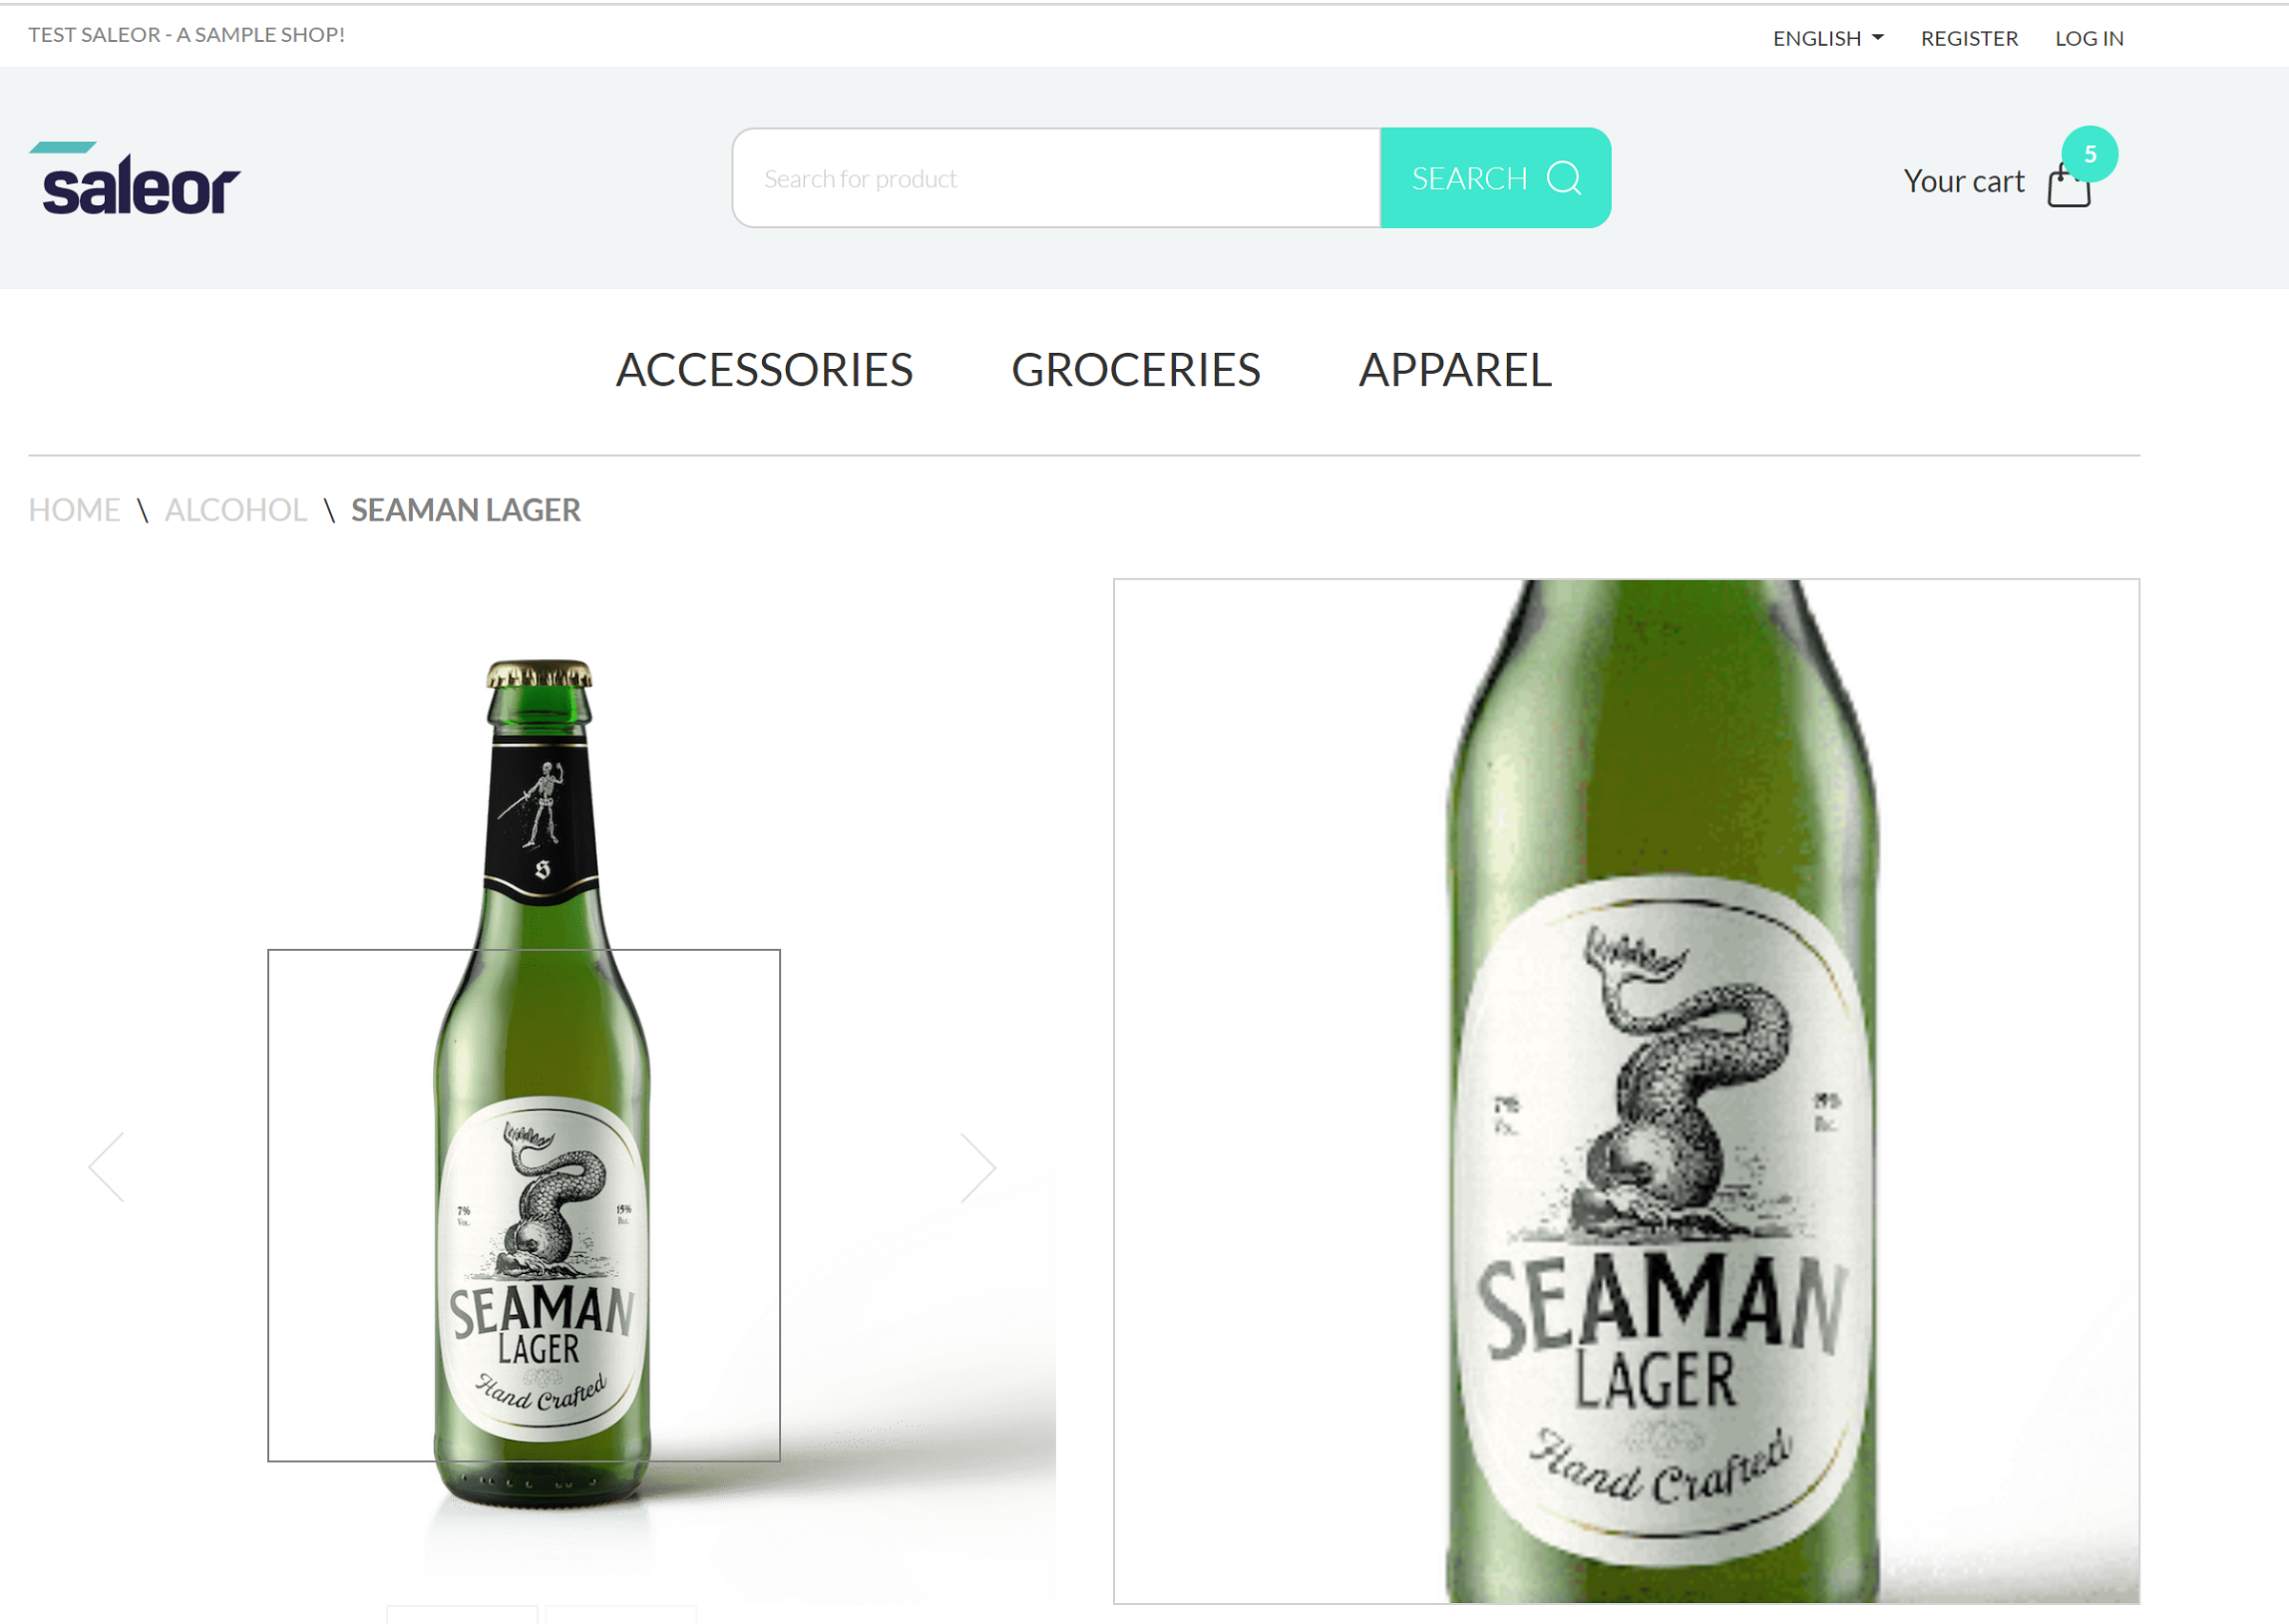 TEST SALEOR - A SAMPLE SHOP!
ENGLISH REGISTER LOG IN
saleor
Search for product
SEARCH
Your cart
5
ACCESSORIES GROCERIES APPAREL
HOME \ ALCOHOL \ SEAMAN LAGER
S
7%
Vol.
15%
SEAMAN
LAGER
Hand Crafted
7%
SEAMAN
LAGER
Hand Crafted